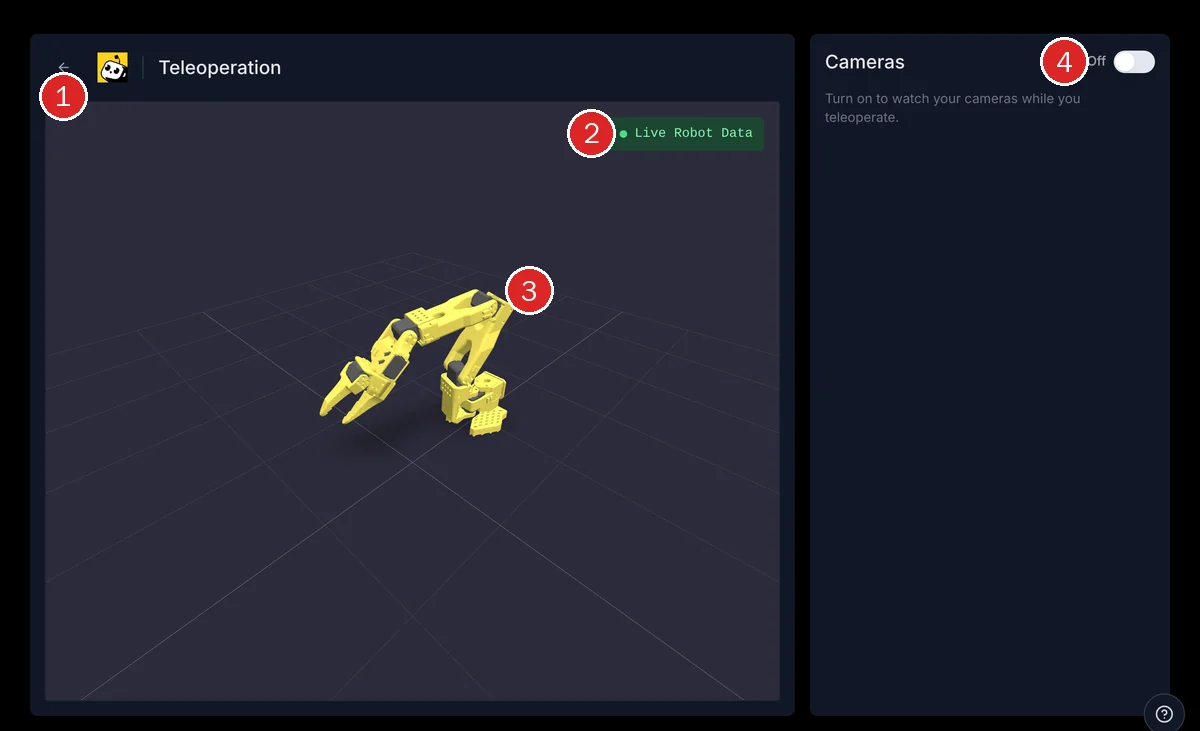 Teleoperation
1
2
Live Robot Data
3
Cameras
4
Off
Turn on to watch your cameras while you
teleoperate.
?